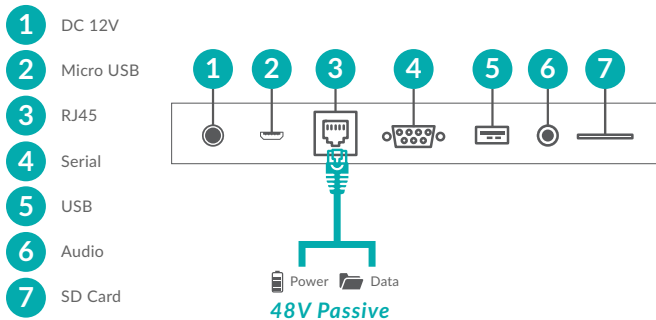 1 DC 12V
2 Micro USB
3 RJ45
4 Serial
5 USB
6 Audio
7 SD Card
1 2 3 4 5 6 7
Power Data
48V Passive